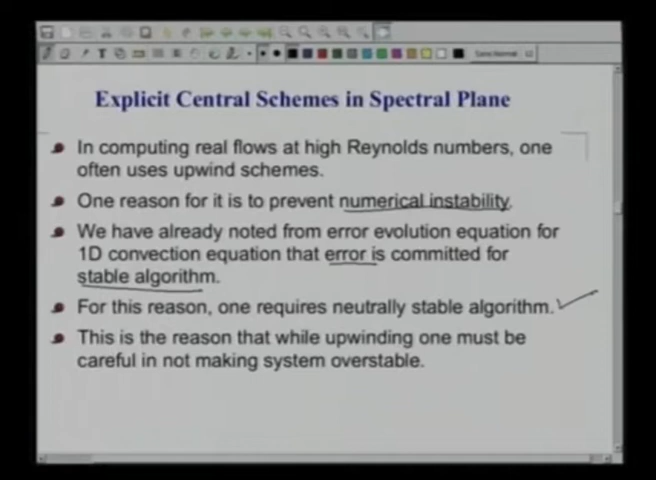 Explicit Central Schemes in Spectral Plane
In computing real flows at high Reynolds numbers, one
often uses upwind schemes.
One reason for it is to prevent numerical instability.
We have already noted from error evolution equation for
1D convection equation that error is committed for
stable algorithm.
For this reason, one requires neutrally stable algorithm.
This is the reason that while upwinding one must be
careful in not making system overstable.